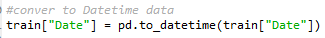 #conver to Datetime data
train["Date"] = pd.to_datetime(train["Date"])